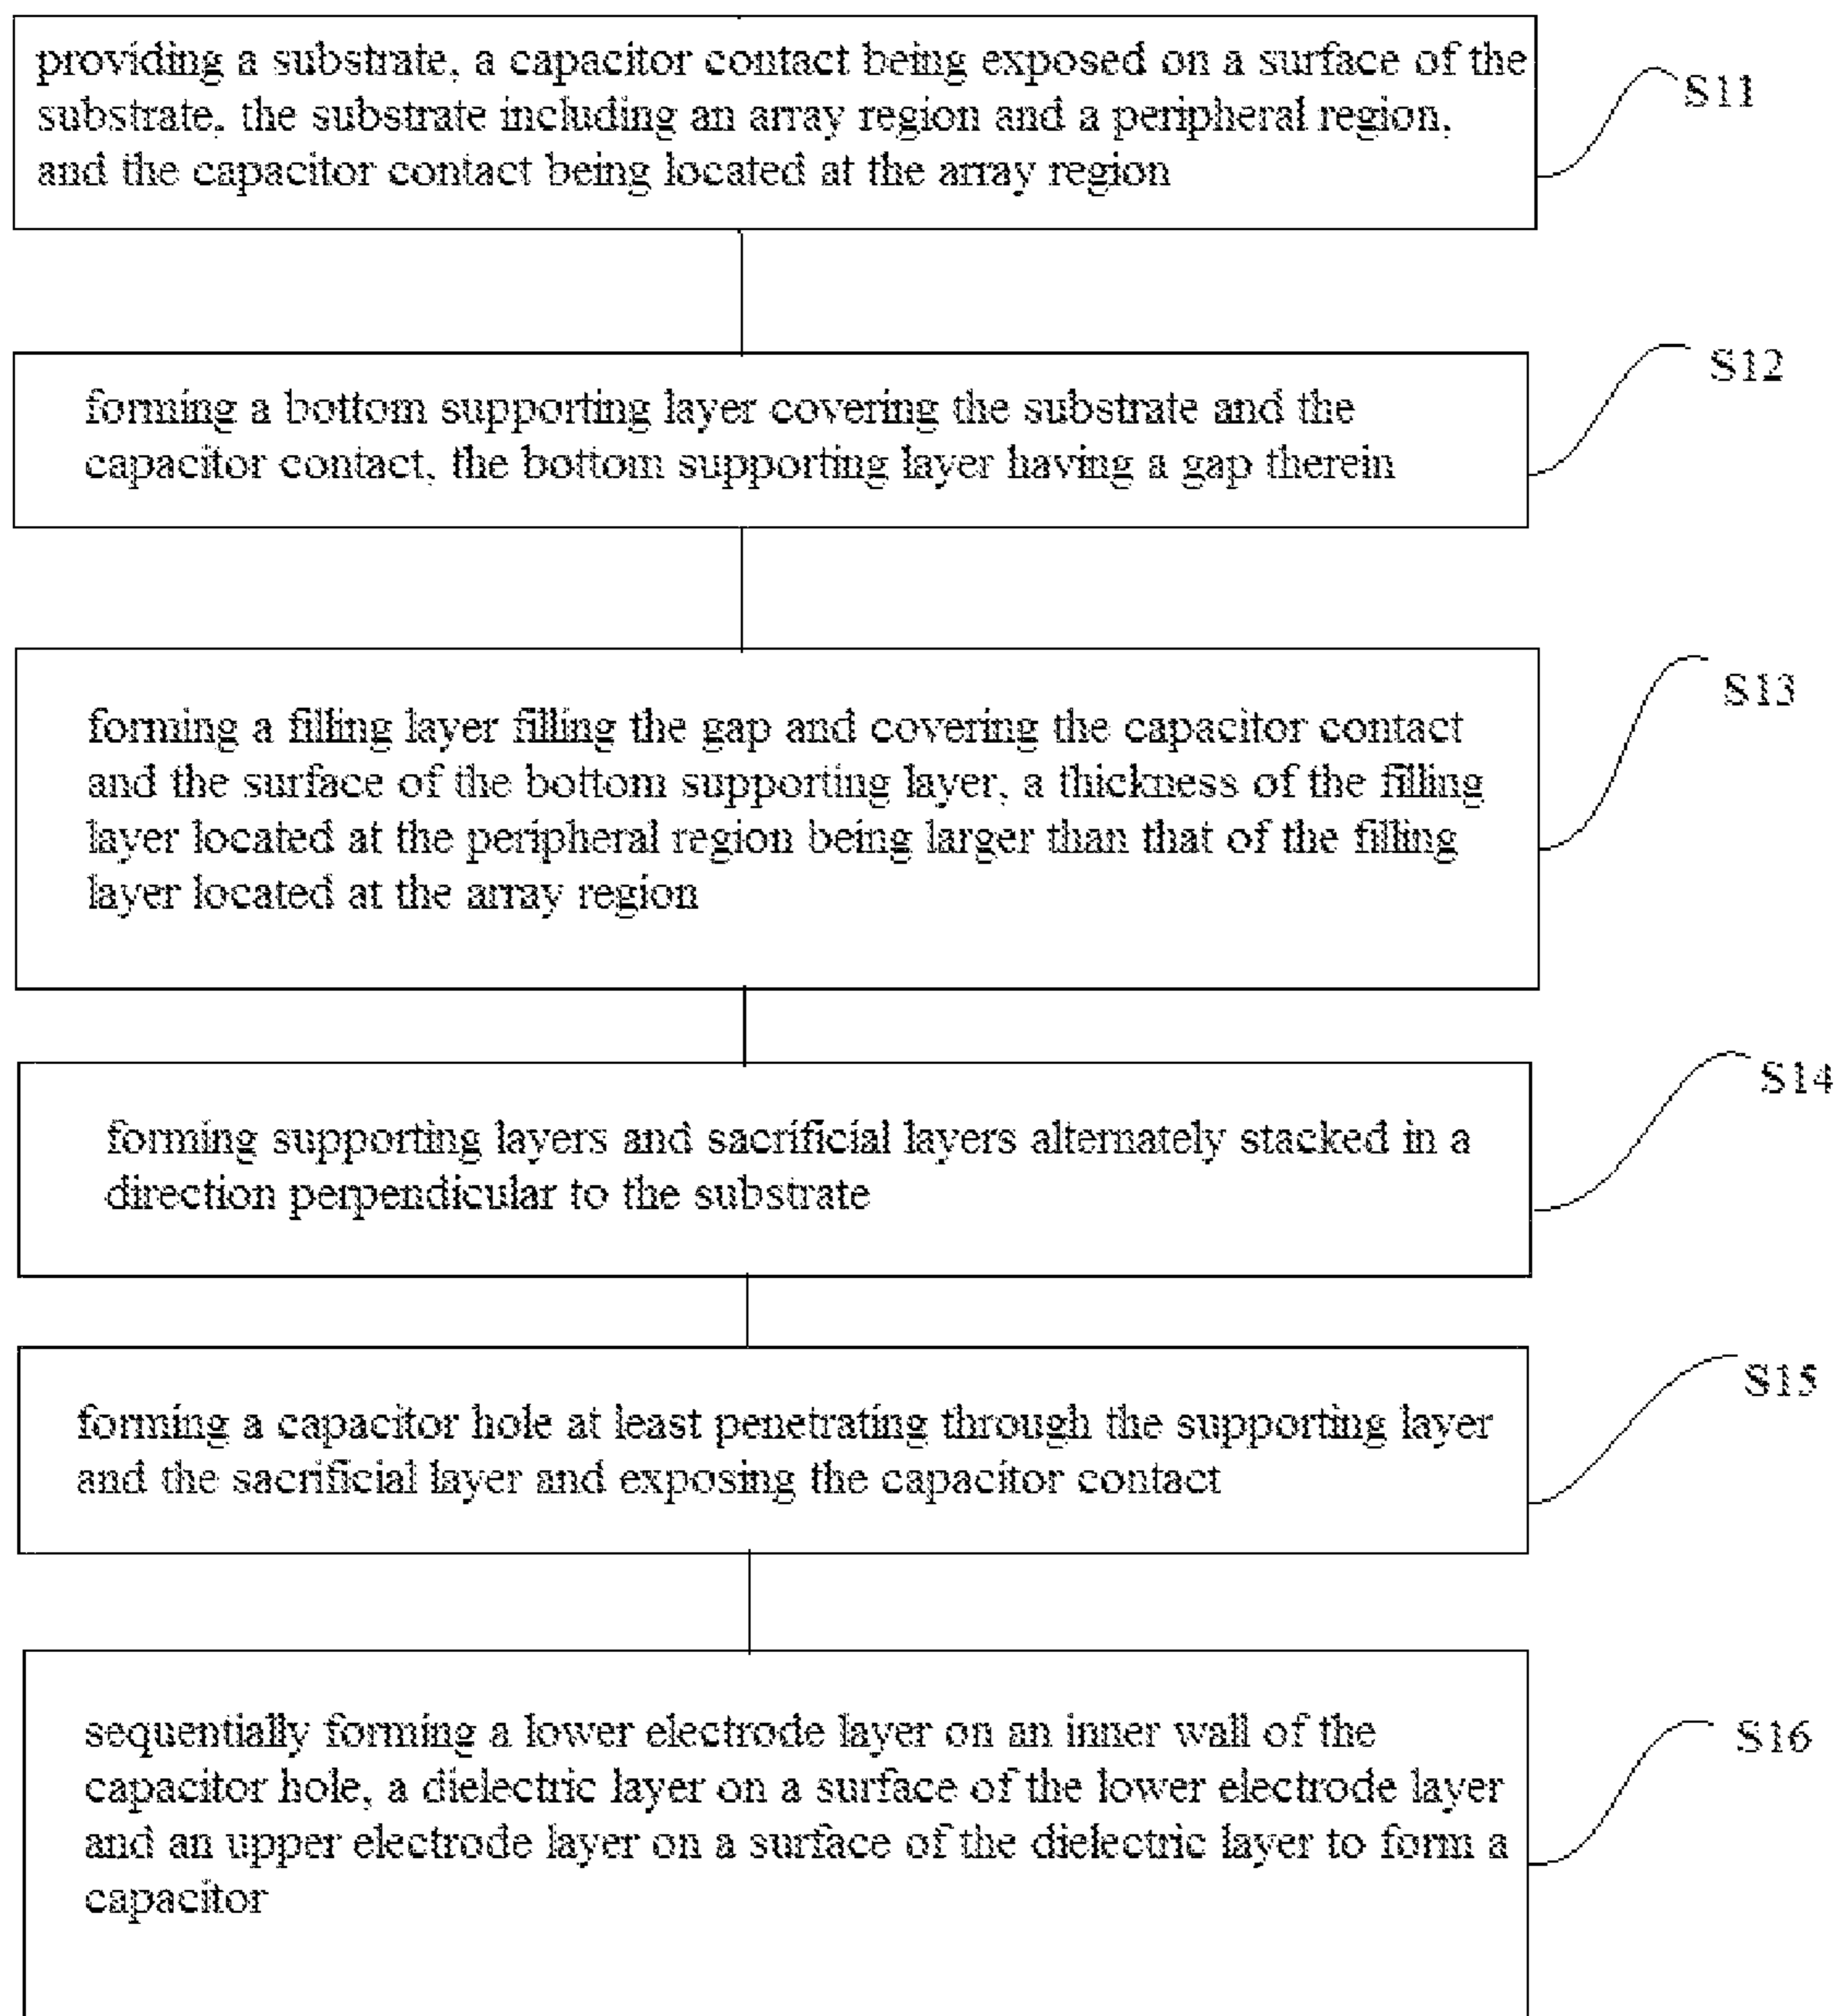 providing a substrate, a capacitor contact being exposed on a surface of the
substrate, the substrate including an array region and a peripheral region,
and the capacitor contact being located at the array region
S11
forming a bottom supporting layer covering the substrate and the
capacitor contact, the bottom supporting layer having a gap therein
S12
forming a filling layer filling the gap and covering the capacitor contact
and the surface of the bottom supporting layer, a thickness of the filling
layer located at the peripheral region being larger than that of the filling
layer located at the array region
S13
forming supporting layers and sacrificial layers alternately stacked in a
direction perpendicular to the substrate
S14
forming a capacitor hole at least penetrating through the supporting layer
and the sacrificial layer and exposing the capacitor contact
S15
sequentially forming a lower electrode layer on an inner wall of the
capacitor hole, a dielectric layer on a surface of the lower electrode layer
and an upper electrode layer on a surface of the dielectric layer to form a
capacitor
S16